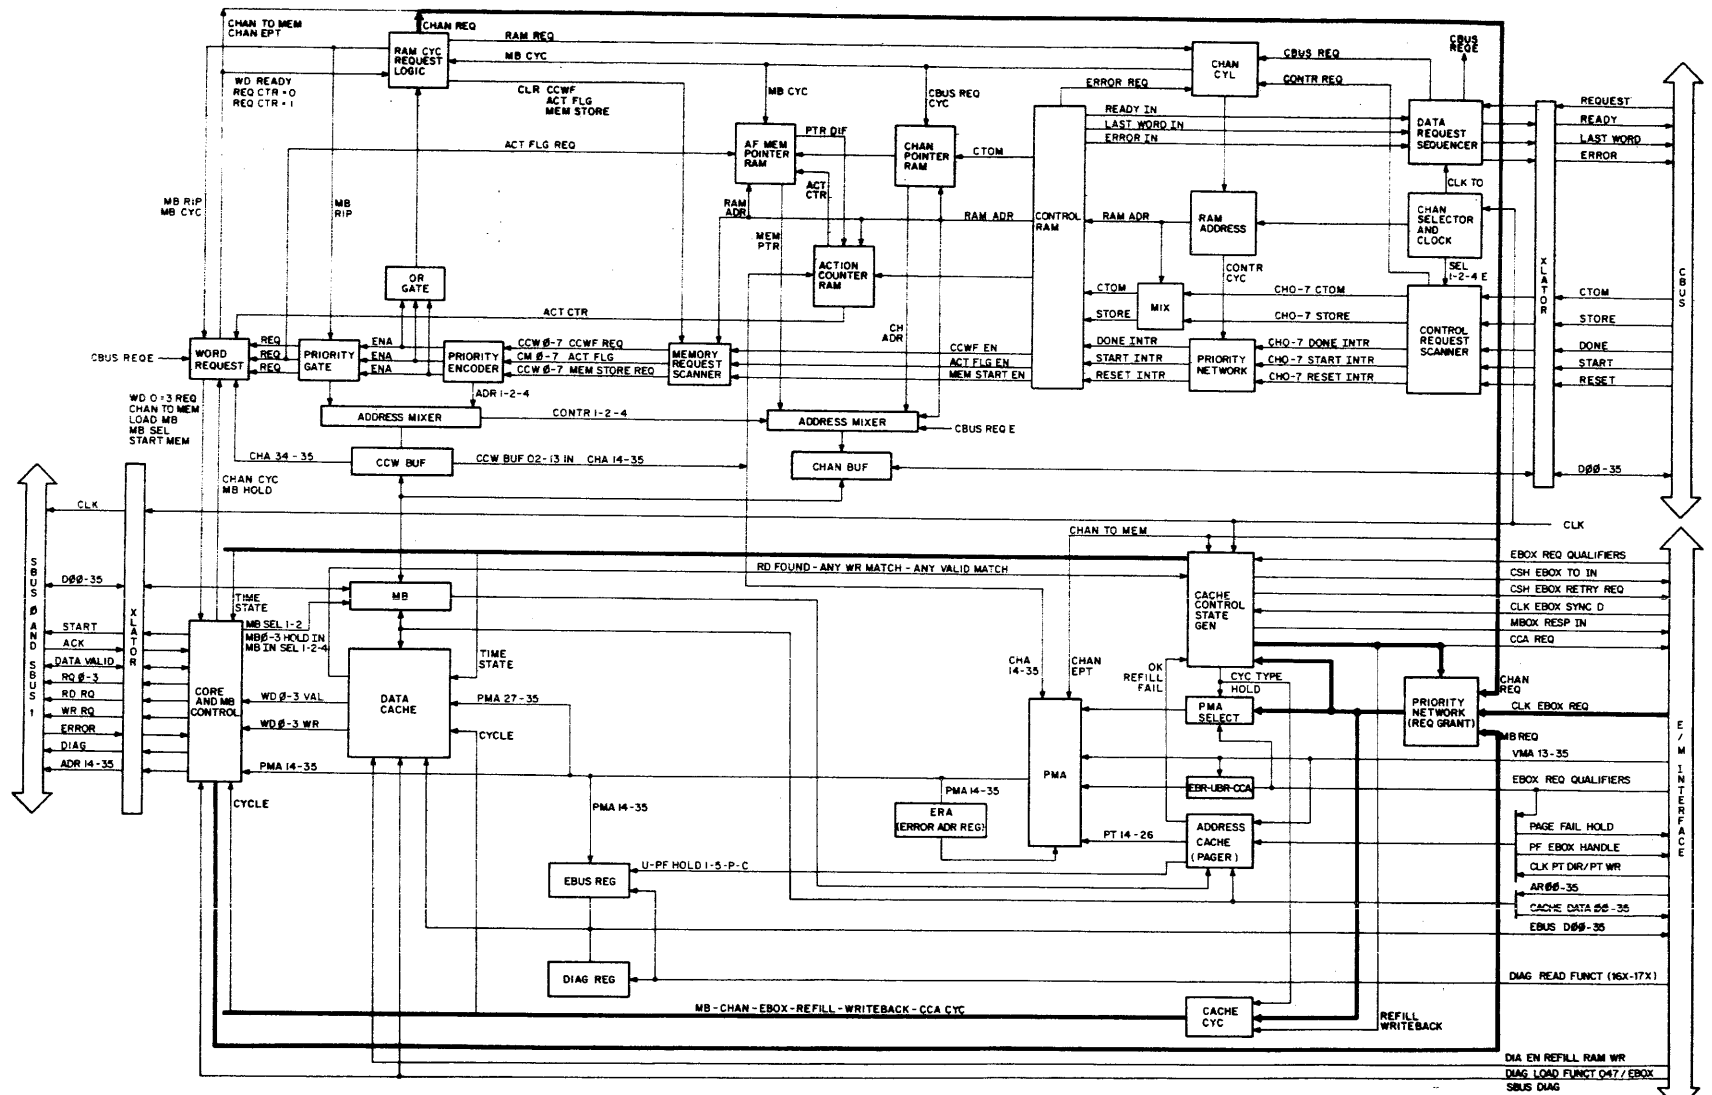 CHAN TO MEM
CHAN EPT
CHAN REQ
RAM REQ
MB CYC
RAM CYC
REQUEST
LOGIC
WD READY
REQ CTR = 0
REQ CTR = 1
CLR CCWF
ACT FLG
MEM STORE
MB CYC
CBUS REQ
CYC
CHAN
CYL
CBUS REQ
CONTR REQ
CBUS
REQE
ERROR REQ
READY IN
LAST WORD IN
ERROR IN
DATA
REQUEST
SEQUENCER
REQUEST
READY
LAST WORD
ERROR
ACT FLG REQ
PTR DIF
AF MEM
POINTER
RAM
CHAN
POINTER
RAM
CTOM
ACT
CTR
CLK TO
MB RIP
MB CYC
MB
RIP
RAM
ADR
MEM
PTR
RAM ADR
CONTROL
RAM
RAM ADR
RAM
ADDRESS
CHAN
SELECTOR
AND
CLOCK
SEL
1-2-4 E
XLATOR
CBUS
OR
GATE
ACTION
COUNTER
RAM
CONTR
CYC
CTOM
STORE
MIX
CH0-7 CTOM
CH0-7 STORE
CONTROL
REQUEST
SCANNER
CTOM
STORE
DONE
START
RESET
ACT CTR
CH
ADR
CBUS REQE
WORD
REQUEST
REQ
REQ
REQ
PRIORITY
GATE
ENA
ENA
ENA
PRIORITY
ENCODER
CCW Ø-7 CCWF REQ
CM Ø-7 ACT FLG
CCW Ø-7 MEM STORE REQ
MEMORY
REQUEST
SCANNER
CCWF EN
ACT FLG EN
MEM START EN
DONE INTR
START INTR
RESET INTR
PRIORITY
NETWORK
CH0-7 DONE INTR
CH0-7 START INTR
CH0-7 RESET INTR
ADR 1-2-4
WD 0=3 REQ
CHAN TO MEM
LOAD MB
MB SEL
START MEM
ADDRESS MIXER
CONTR 1-2-4
ADDRESS MIXER
CBUS REQ E
CHA 34-35
CCW BUF
CCW BUF 02-13 IN CHA 14-35
CHAN BUF
DØØ-35
CHAN CYC
MB HOLD
CLK
CLK
CHAN TO MEM
SBUS Ø AND SBUS 1
XLATOR
DØØ-35
MB
RD FOUND-ANY WR MATCH-ANY VALID MATCH
CACHE
CONTROL
STATE
GEN
EBOX REQ QUALIFIERS
CSH EBOX TO IN
CSH EBOX RETRY REQ
CLK EBOX SYNC D
MBOX RESP IN
CCA REQ
TIME
STATE
MB SEL 1-2
MBØ-3 HOLD IN
MB IN SEL 1-2-4
START
ACK
DATA VALID
RQ Ø-3
RD RQ
WR RQ
ERROR
DIAG
ADR 14-35
CORE
AND MB
CONTROL
WD Ø-3 VAL
WD Ø-3 WR
DATA
CACHE
TIME
STATE
PMA 27-35
CYCLE
CHA
14-35
CHAN
EPT
OK
REFILL
FAIL
CYC TYPE
HOLD
PMA
SELECT
PRIORITY
NETWORK
(REQ GRANT)
CHAN
REQ
CLK EBOX REQ
MB REQ
VMA 13-35
EBOX REQ QUALIFIERS
E/M INTERFACE
PMA 14-35
CYCLE
PMA 14-35
PMA 14-35
PMA
ERA
(ERROR ADR REG)
EBR-UBR-CCA
ADDRESS
CACHE
(PAGER)
PT 14-26
PAGE FAIL HOLD
PF EBOX HANDLE
CLK PT DIR/PT WR
ARØØ-35
CACHE DATA ØØ-35
EBUS DØØ-35
U-PF HOLD 1-5-P-C
EBUS REG
DIAG REG
DIAG READ FUNCT (16X-17X)
MB-CHAN-EBOX-REFILL-WRITEBACK-CCA CYC
CACHE
CYC
REFILL
WRITEBACK
DIA EN REFILL RAM WR
DIAG LOAD FUNCT 047/EBOX
SBUS DIAG